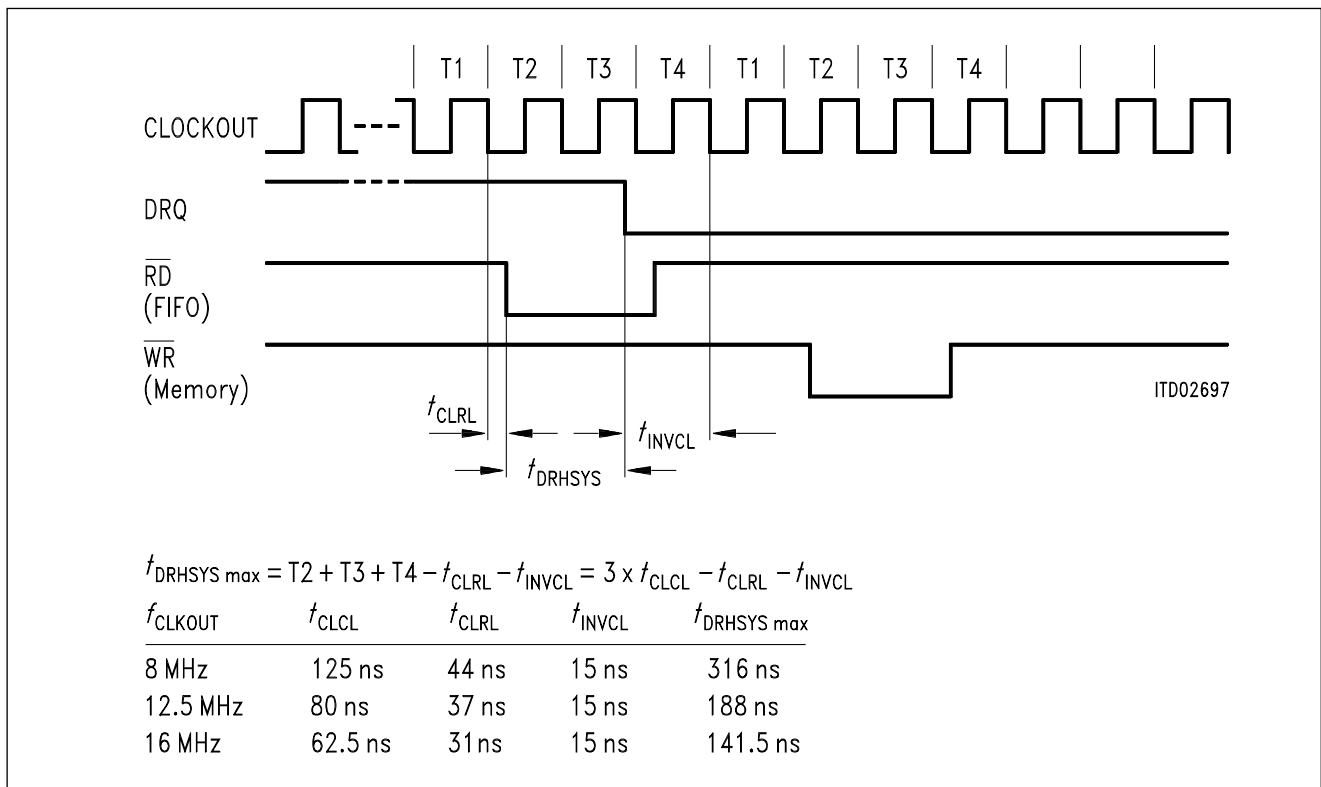 T1 T2 T3 T4 T1 T2 T3 T4
CLOCKOUT
DRQ
RD
(FIFO)
WR
(Memory)
ITD02697
tCLRL
tINVCL
tDRHSYS
tDRHSYS max = T2 + T3 + T4 – tCLRL – tINVCL = 3 x tCLCL – tCLRL – tINVCL
fCLKOUT tCLCL tCLRL tINVCL tDRHSYS max
8 MHz 125 ns 44 ns 15 ns 316 ns
12.5 MHz 80 ns 37 ns 15 ns 188 ns
16 MHz 62.5 ns 31ns 15 ns 141.5 ns